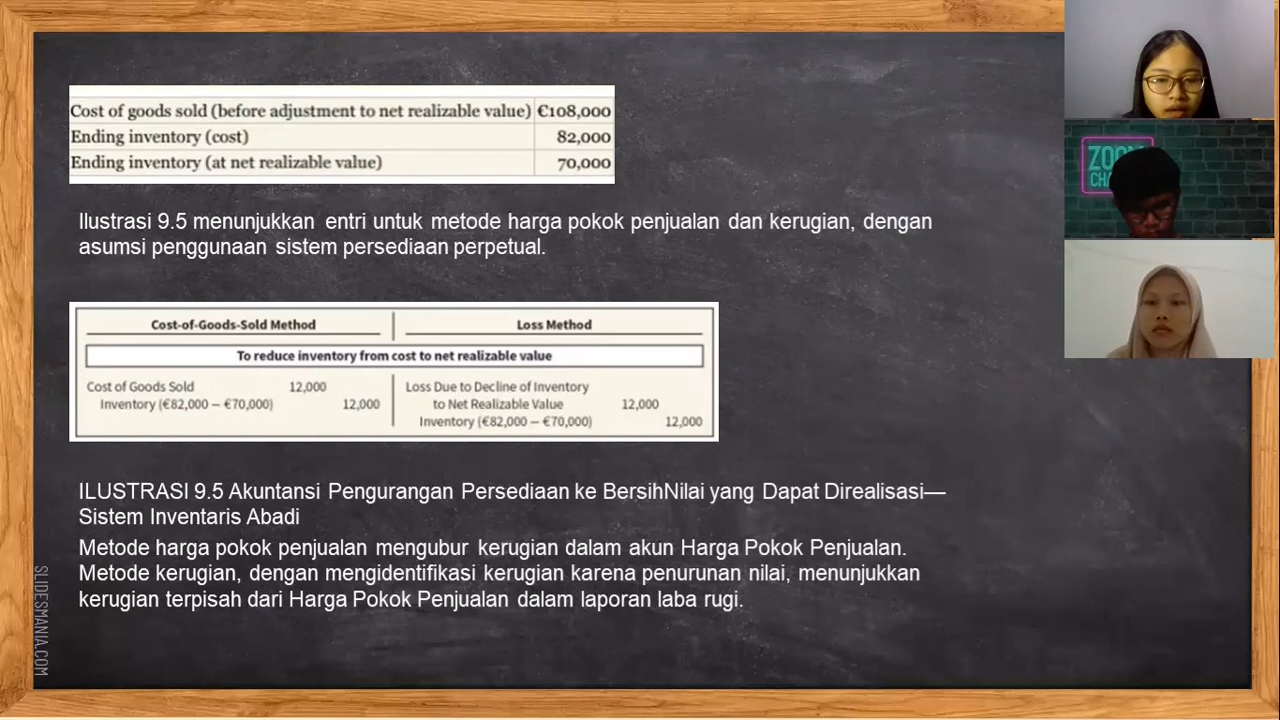 Cost of goods sold (before adjustment to net realizable value) €108,000
Ending inventory (cost) 82,000
Ending inventory (at net realizable value) 70,000
Ilustrasi 9.5 menunjukkan entri untuk metode harga pokok penjualan dan kerugian, dengan
asumsi penggunaan sistem persediaan perpetual.
Cost-of-Goods-Sold Method Loss Method
To reduce inventory from cost to net realizable value
Cost of Goods Sold 12,000 Loss Due to Decline of Inventory
Inventory (€82,000 – €70,000) 12,000 to Net Realizable Value 12,000
Inventory (€82,000 – €70,000) 12,000
ILUSTRASI 9.5 Akuntansi Pengurangan Persediaan ke BersihNilai yang Dapat Direalisasi—
Sistem Inventaris Abadi
Metode harga pokok penjualan mengubur kerugian dalam akun Harga Pokok Penjualan.
Metode kerugian, dengan mengidentifikasi kerugian karena penurunan nilai, menunjukkan
kerugian terpisah dari Harga Pokok Penjualan dalam laporan laba rugi.
SLIDESMANIA.COM
ZOOM